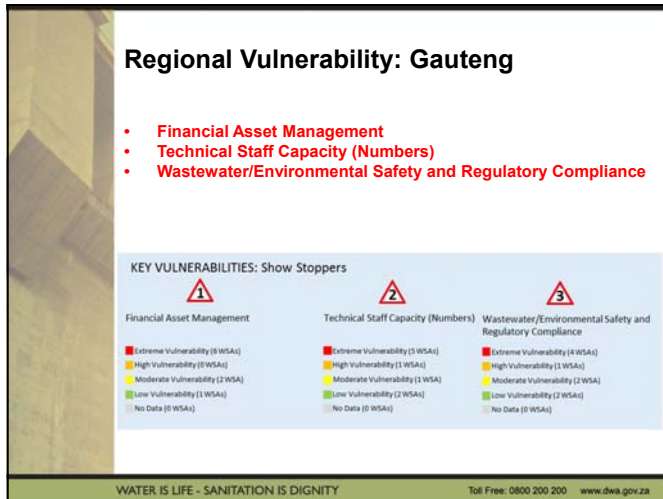 Regional Vulnerability: Gauteng
• Financial Asset Management
• Technical Staff Capacity (Numbers)
• Wastewater/Environmental Safety and Regulatory Compliance
KEY VULNERABILITIES: Show Stoppers
1
Financial Asset Management
Extreme Vulnerability (6 WSAs)
High Vulnerability (0 WSAs)
Moderate Vulnerability (2 WSA)
Low Vulnerability (1 WSAs)
No Data (0 WSAs)
2
Technical Staff Capacity (Numbers)
Extreme Vulnerability (5 WSAs)
High Vulnerability (1 WSAs)
Moderate Vulnerability (1 WSA)
Low Vulnerability (2 WSAs)
No Data (0 WSAs)
3
Wastewater/Environmental Safety and
Regulatory Compliance
Extreme Vulnerability (4 WSAs)
High Vulnerability (1 WSAs)
Moderate Vulnerability (2 WSA)
Low Vulnerability (2 WSAs)
No Data (0 WSAs)
WATER IS LIFE - SANITATION IS DIGNITY
Toll Free: 0800 200 200 www.dwa.gov.za